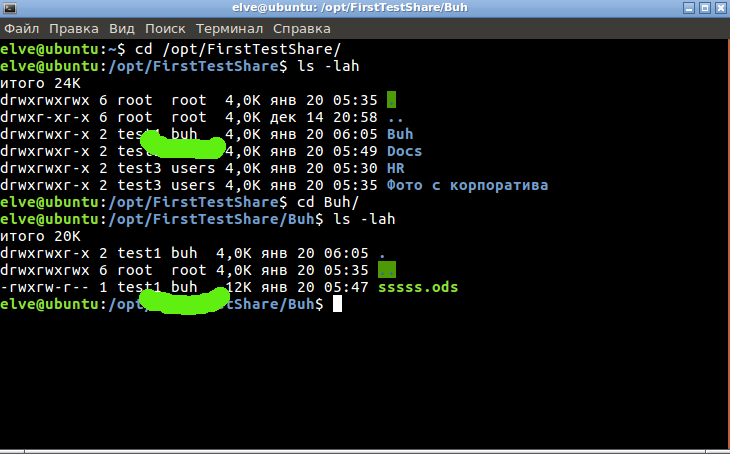 elve@ubuntu: /opt/FirstTestShare/Buh
Файл Правка Вид Поиск Терминал Справка
elve@ubuntu:~$ cd /opt/FirstTestShare/
elve@ubuntu:/opt/FirstTestShare$ ls -lah
итого 24K
drwxrwxrwx 6 root root 4,0K янв 20 05:35 .
drwxr-xr-x 6 root root 4,0K дек 14 20:58 ..
drwxrwxr-x 2 test1 buh 4,0K янв 20 06:05 Buh
drwxrwxr-x 2 4,0K янв 20 05:49 Docs
drwxrwxr-x 2 test3 users 4,0K янв 20 05:30 HR
drwxrwxr-x 2 test3 users 4,0K янв 20 05:35 Фото с корпоратива
elve@ubuntu:/opt/FirstTestShare$ cd Buh/
elve@ubuntu:/opt/FirstTestShare/Buh$ ls -lah
итого 20K
drwxrwxr-x 2 test1 buh 4,0K янв 20 06:05 .
drwxrwxrwx 6 root root 4,0K янв 20 05:35 ..
-rwxrw-r-- 1 test1 buh 12K янв 20 05:47 sssss.ods
elve@ubuntu:/opt/FirstTestShare/Buh$